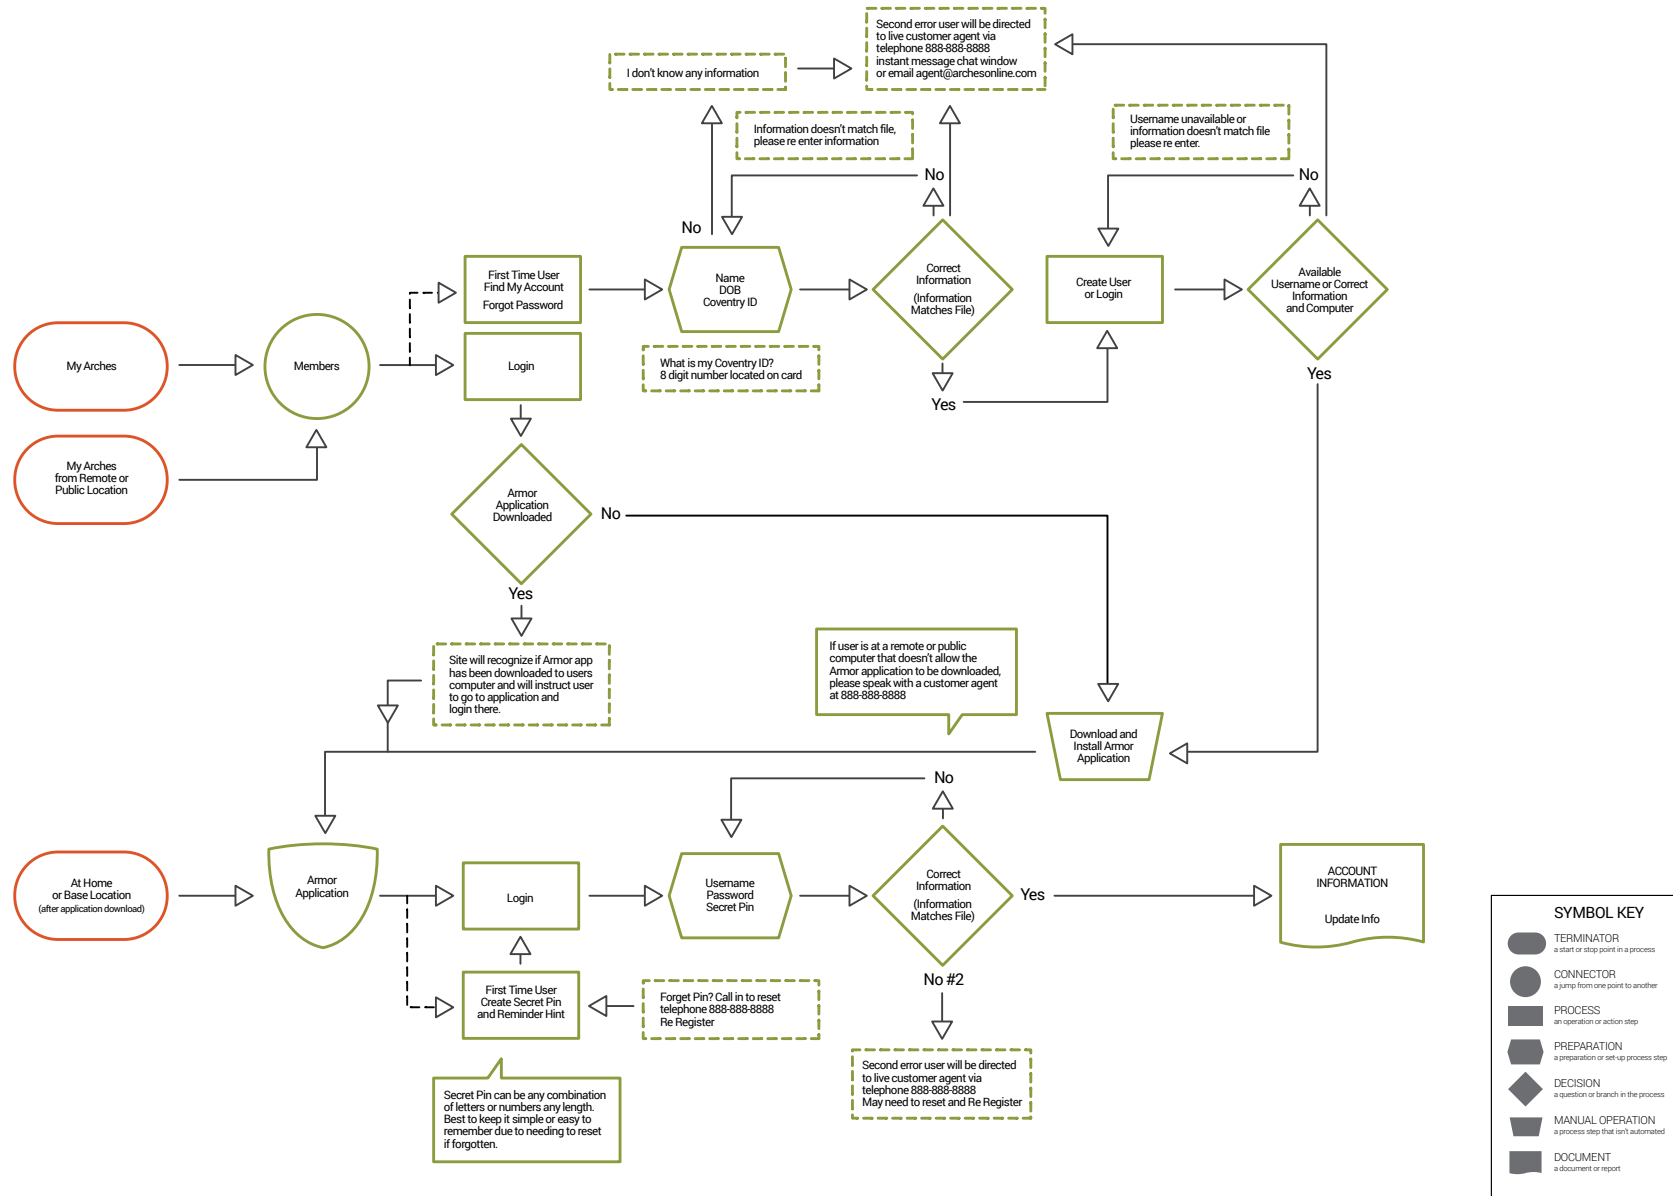 Second error user will be directed
to live customer agent via
telephone 888-888-8888
instant message chat window
or email agent@archesonline.com
I don't know any information
Information doesn't match file,
please re enter information
Username unavailable or
information doesn't match file
please re enter.
No
No
No
First Time User
Find My Account
Forgot Password
Name
DOB
Coventry ID
Correct
Information
(Information
Matches File)
Create User
or Login
Available
Username or Correct
Information
and Computer
My Arches
Members
Login
What is my Coventry ID?
8 digit number located on card
Yes
Yes
My Arches
from Remote or
Public Location
Armor
Application
Downloaded
No
Yes
Site will recognize if Armor app
has been downloaded to users
computer and will instruct user
to go to application and
login there.
If user is at a remote or public
computer that doesn't allow the
Armor application to be downloaded,
please speak with a customer agent
at 888-888-8888
Download and
Install Armor
Application
No
At Home
or Base Location
(after application download)
Armor
Application
Login
Username
Password
Secret Pin
Correct
Information
(Information
Matches File)
Yes
ACCOUNT
INFORMATION
Update Info
No #2
First Time User
Create Secret Pin
and Reminder Hint
Forget Pin? Call in to reset
telephone 888-888-8888
Re Register
Second error user will be directed
to live customer agent via
telephone 888-888-8888
May need to reset and Re Register
Secret Pin can be any combination
of letters or numbers any length.
Best to keep it simple or easy to
remember due to needing to reset
if forgotten.
SYMBOL KEY
TERMINATOR
a start or stop point in a process
CONNECTOR
a jump from one point to another
PROCESS
an operation or action step
PREPARATION
a preparation or set-up process step
DECISION
a question or branch in the process
MANUAL OPERATION
a process step that isn't automated
DOCUMENT
a document or report